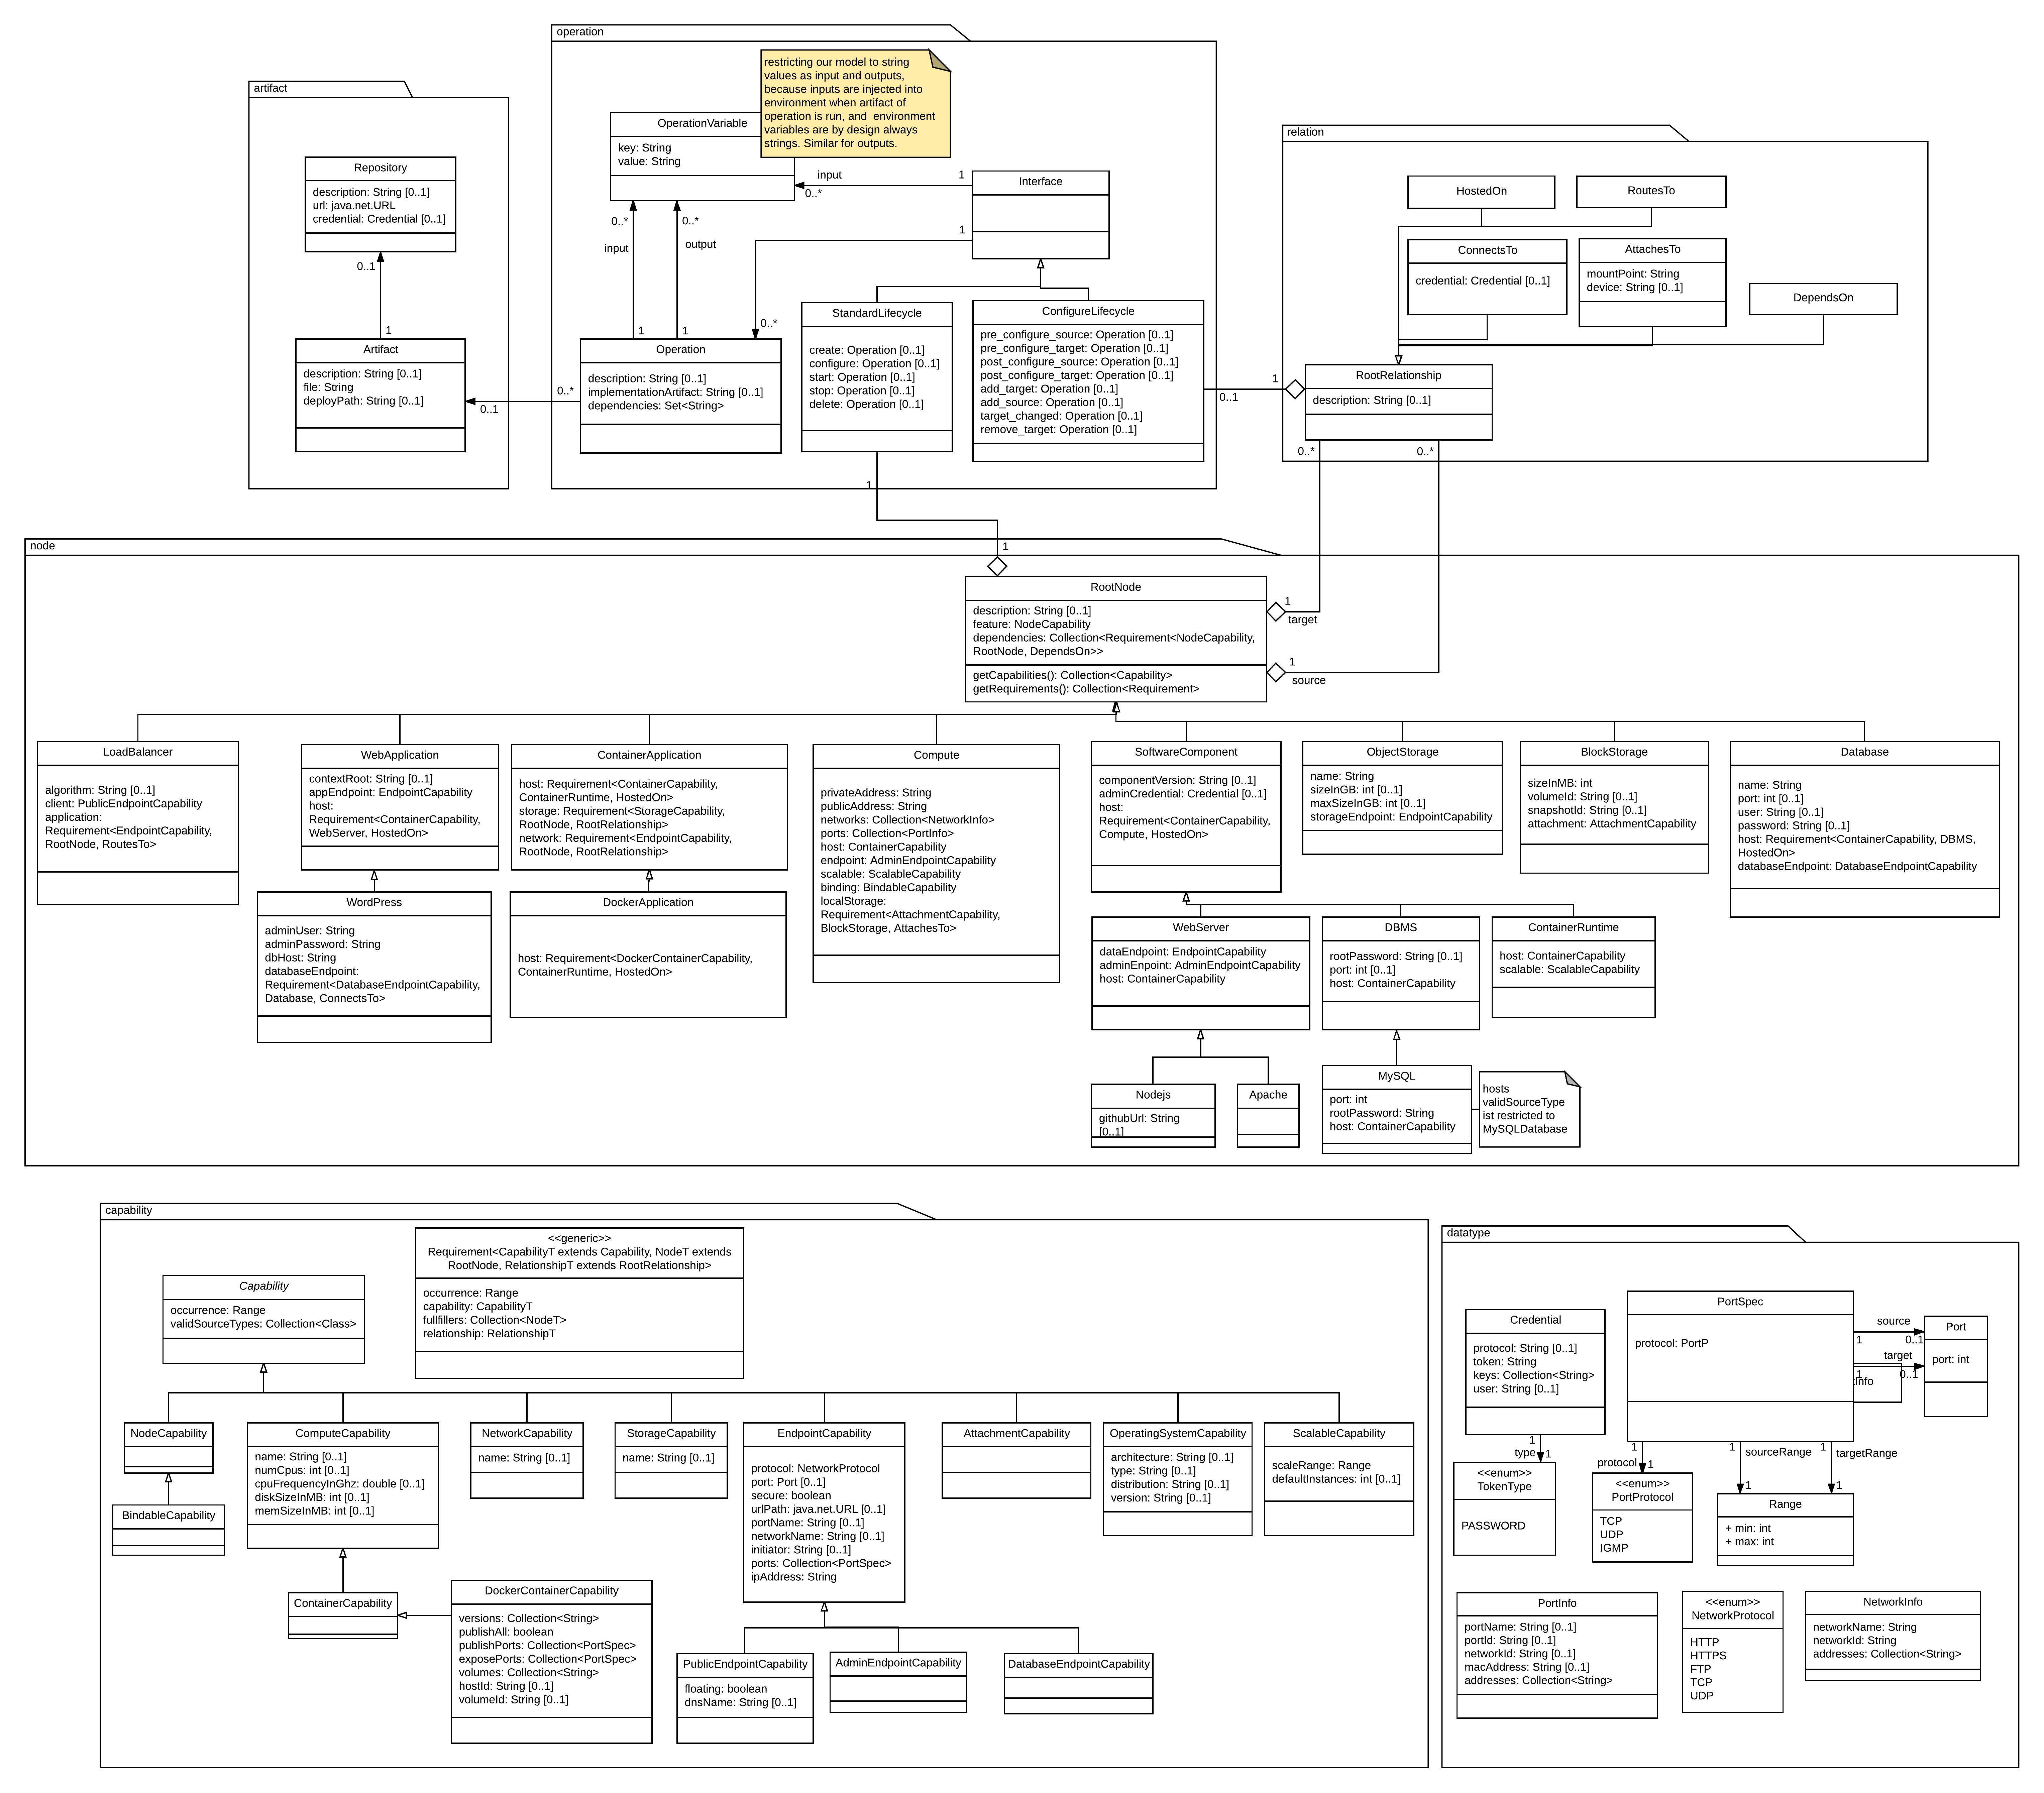 operation
restricting our model to string
values as input and outputs,
because inputs are injected into
environment when artifact of
operation is run, and  environment
variables are by design always
strings. Similar for outputs.
OperationVariable
key: String
value: String
input
1
0..*
Interface
1
0..*
0..*
input
output
0..*
1
1
Operation
description: String [0..1]
implementationArtifact: String [0..1]
dependencies: Set<String>
StandardLifecycle
create: Operation [0..1]
configure: Operation [0..1]
start: Operation [0..1]
stop: Operation [0..1]
delete: Operation [0..1]
ConfigureLifecycle
pre_configure_source: Operation [0..1]
pre_configure_target: Operation [0..1]
post_configure_source: Operation [0..1]
post_configure_target: Operation [0..1]
add_target: Operation [0..1]
add_source: Operation [0..1]
target_changed: Operation [0..1]
remove_target: Operation [0..1]
artifact
Repository
description: String [0..1]
url: java.net.URL
credential: Credential [0..1]
0..1
1
Artifact
description: String [0..1]
file: String
deployPath: String [0..1]
0..1
0..*
relation
HostedOn
RoutesTo
ConnectsTo
credential: Credential [0..1]
AttachesTo
mountPoint: String
device: String [0..1]
DependsOn
1
0..1
RootRelationship
description: String [0..1]
0..*
0..*
1
node
1
RootNode
description: String [0..1]
feature: NodeCapability
dependencies: Collection<Requirement<NodeCapability,
RootNode, DependsOn>>
getCapabilities(): Collection<Capability>
getRequirements(): Collection<Requirement>
1
target
1
source
LoadBalancer
algorithm: String [0..1]
client: PublicEndpointCapability
application:
Requirement<EndpointCapability,
RootNode, RoutesTo>
WebApplication
contextRoot: String [0..1]
appEndpoint: EndpointCapability
host:
Requirement<ContainerCapability,
WebServer, HostedOn>
ContainerApplication
host: Requirement<ContainerCapability,
ContainerRuntime, HostedOn>
storage: Requirement<StorageCapability,
RootNode, RootRelationship>
network: Requirement<EndpointCapability,
RootNode, RootRelationship>
Compute
privateAddress: String
publicAddress: String
networks: Collection<NetworkInfo>
ports: Collection<PortInfo>
host: ContainerCapability
endpoint: AdminEndpointCapability
scalable: ScalableCapability
binding: BindableCapability
localStorage:
Requirement<AttachmentCapability,
BlockStorage, AttachesTo>
SoftwareComponent
componentVersion: String [0..1]
adminCredential: Credential [0..1]
host:
Requirement<ContainerCapability,
Compute, HostedOn>
ObjectStorage
name: String
sizeInGB: int [0..1]
maxSizeInGB: int [0..1]
storageEndpoint: EndpointCapability
BlockStorage
sizeInMB: int
volumeId: String [0..1]
snapshotId: String [0..1]
attachment: AttachmentCapability
Database
name: String
port: int [0..1]
user: String [0..1]
password: String [0..1]
host: Requirement<ContainerCapability, DBMS,
HostedOn>
databaseEndpoint: DatabaseEndpointCapability
WordPress
adminUser: String
adminPassword: String
dbHost: String
databaseEndpoint:
Requirement<DatabaseEndpointCapability,
Database, ConnectsTo>
DockerApplication
host: Requirement<DockerContainerCapability,
ContainerRuntime, HostedOn>
WebServer
dataEndpoint: EndpointCapability
adminEnpoint: AdminEndpointCapability
host: ContainerCapability
DBMS
rootPassword: String [0..1]
port: int [0..1]
host: ContainerCapability
ContainerRuntime
host: ContainerCapability
scalable: ScalableCapability
Nodejs
githubUrl: String
[0..1]
Apache
MySQL
port: int
rootPassword: String
host: ContainerCapability
hosts
validSourceType
ist restricted to
MySQLDatabase
capability
<<generic>>
Requirement<CapabilityT extends Capability, NodeT extends
RootNode, RelationshipT extends RootRelationship>
occurrence: Range
capability: CapabilityT
fullfillers: Collection<NodeT>
relationship: RelationshipT
Capability
occurrence: Range
validSourceTypes: Collection<Class>
NodeCapability
BindableCapability
ComputeCapability
name: String [0..1]
numCpus: int [0..1]
cpuFrequencyInGhz: double [0..1]
diskSizeInMB: int [0..1]
memSizeInMB: int [0..1]
NetworkCapability
name: String [0..1]
StorageCapability
name: String [0..1]
EndpointCapability
protocol: NetworkProtocol
port: Port [0..1]
secure: boolean
urlPath: java.net.URL [0..1]
portName: String [0..1]
networkName: String [0..1]
initiator: String [0..1]
ports: Collection<PortSpec>
ipAddress: String
AttachmentCapability
OperatingSystemCapability
architecture: String [0..1]
type: String [0..1]
distribution: String [0..1]
version: String [0..1]
ScalableCapability
scaleRange: Range
defaultInstances: int [0..1]
ContainerCapability
DockerContainerCapability
versions: Collection<String>
publishAll: boolean
publishPorts: Collection<PortSpec>
exposePorts: Collection<PortSpec>
volumes: Collection<String>
hostId: String [0..1]
volumeId: String [0..1]
PublicEndpointCapability
floating: boolean
dnsName: String [0..1]
AdminEndpointCapability
DatabaseEndpointCapability
datatype
Credential
protocol: String [0..1]
token: String
keys: Collection<String>
user: String [0..1]
PortSpec
protocol: PortP
source
1
0..1
target
1
0..1
Info
Port
port: int
1
type
1
<<enum>>
TokenType
PASSWORD
1
protocol
1
<<enum>>
PortProtocol
TCP
UDP
IGMP
1
sourceRange
1
1
targetRange
1
Range
+ min: int
+ max: int
PortInfo
portName: String [0..1]
portId: String [0..1]
networkId: String [0..1]
macAddress: String [0..1]
addresses: Collection<String>
<<enum>>
NetworkProtocol
HTTP
HTTPS
FTP
TCP
UDP
NetworkInfo
networkName: String
networkId: String
addresses: Collection<String>